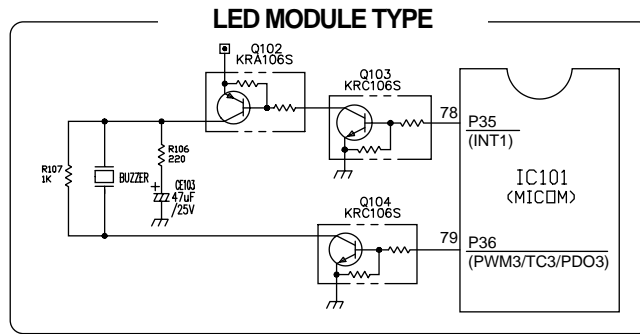 LED MODULE TYPE
Q102
KRA106S
Q103
KRC106S
78
P35
(INT1)
R107
1K
BUZZER
R106
220
CE103
47uF
/25V
+
IC101
(MICOM)
Q104
KRC106S
79
P36
(PWM3/TC3/PDO3)